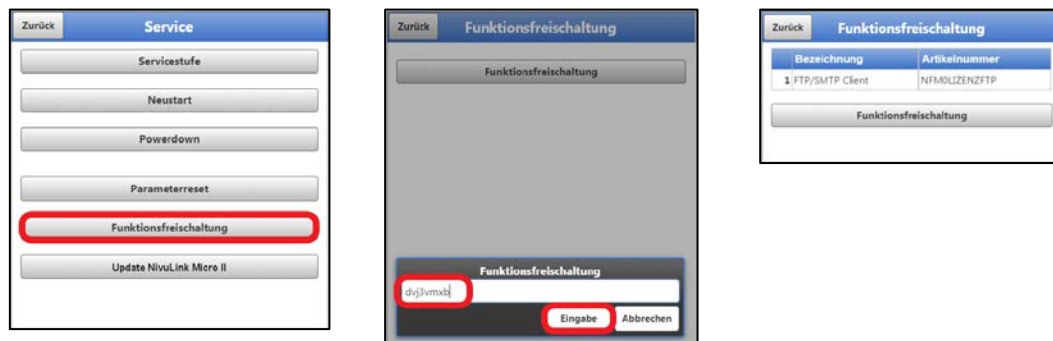 Zurück Service
Servicestufe
Neustart
Powerdown
Parameterreset
Funktionsfreischaltung
Update NivuLink Micro II
Zurück Funktionsfreischaltung
Funktionsfreischaltung
Funktionsfreischaltung
dvj3vmxb
Eingabe Abbrechen
Zurück Funktionsfreischaltung
Bezeichnung Artikelnummer
1 FTP/SMTP Client NFM0LIZENZFTP
Funktionsfreischaltung